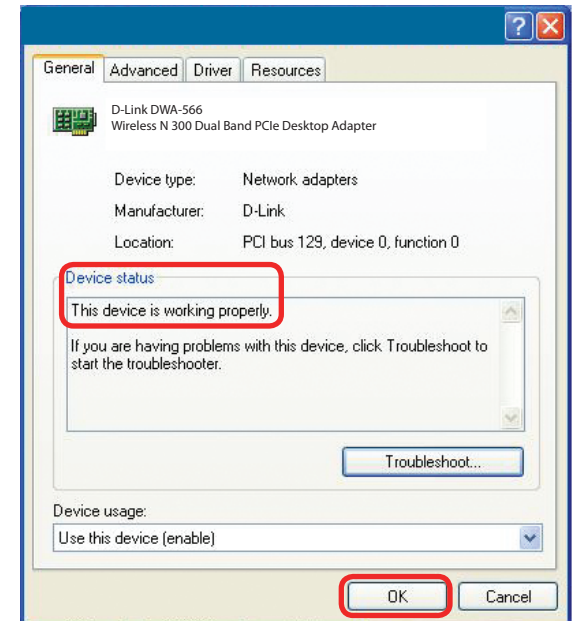 General Advanced Driver Resources
D-Link DWA-566
Wireless N 300 Dual Band PCIe Desktop Adapter
Device type: Network adapters
Manufacturer: D-Link
Location: PCI bus 129, device 0, function 0
Device status
This device is working properly.
If you are having problems with this device, click Troubleshoot to
start the troubleshooter.
Troubleshoot...
Device usage:
Use this device (enable)
OK Cancel